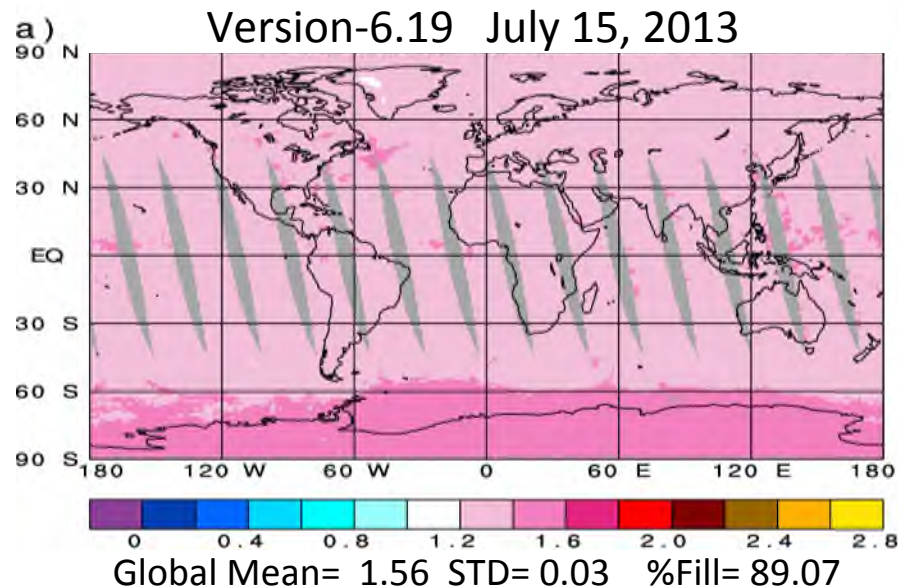 a) Version-6.19 July 15, 2013
90 N
60 N
30 N
EQ
30 S
60 S
90 S
180 120 W 60 W 0 60 E 120 E 180
0 0.4 0.8 1.2 1.6 2.0 2.4 2.8
Global Mean= 1.56 STD= 0.03 %Fill= 89.07